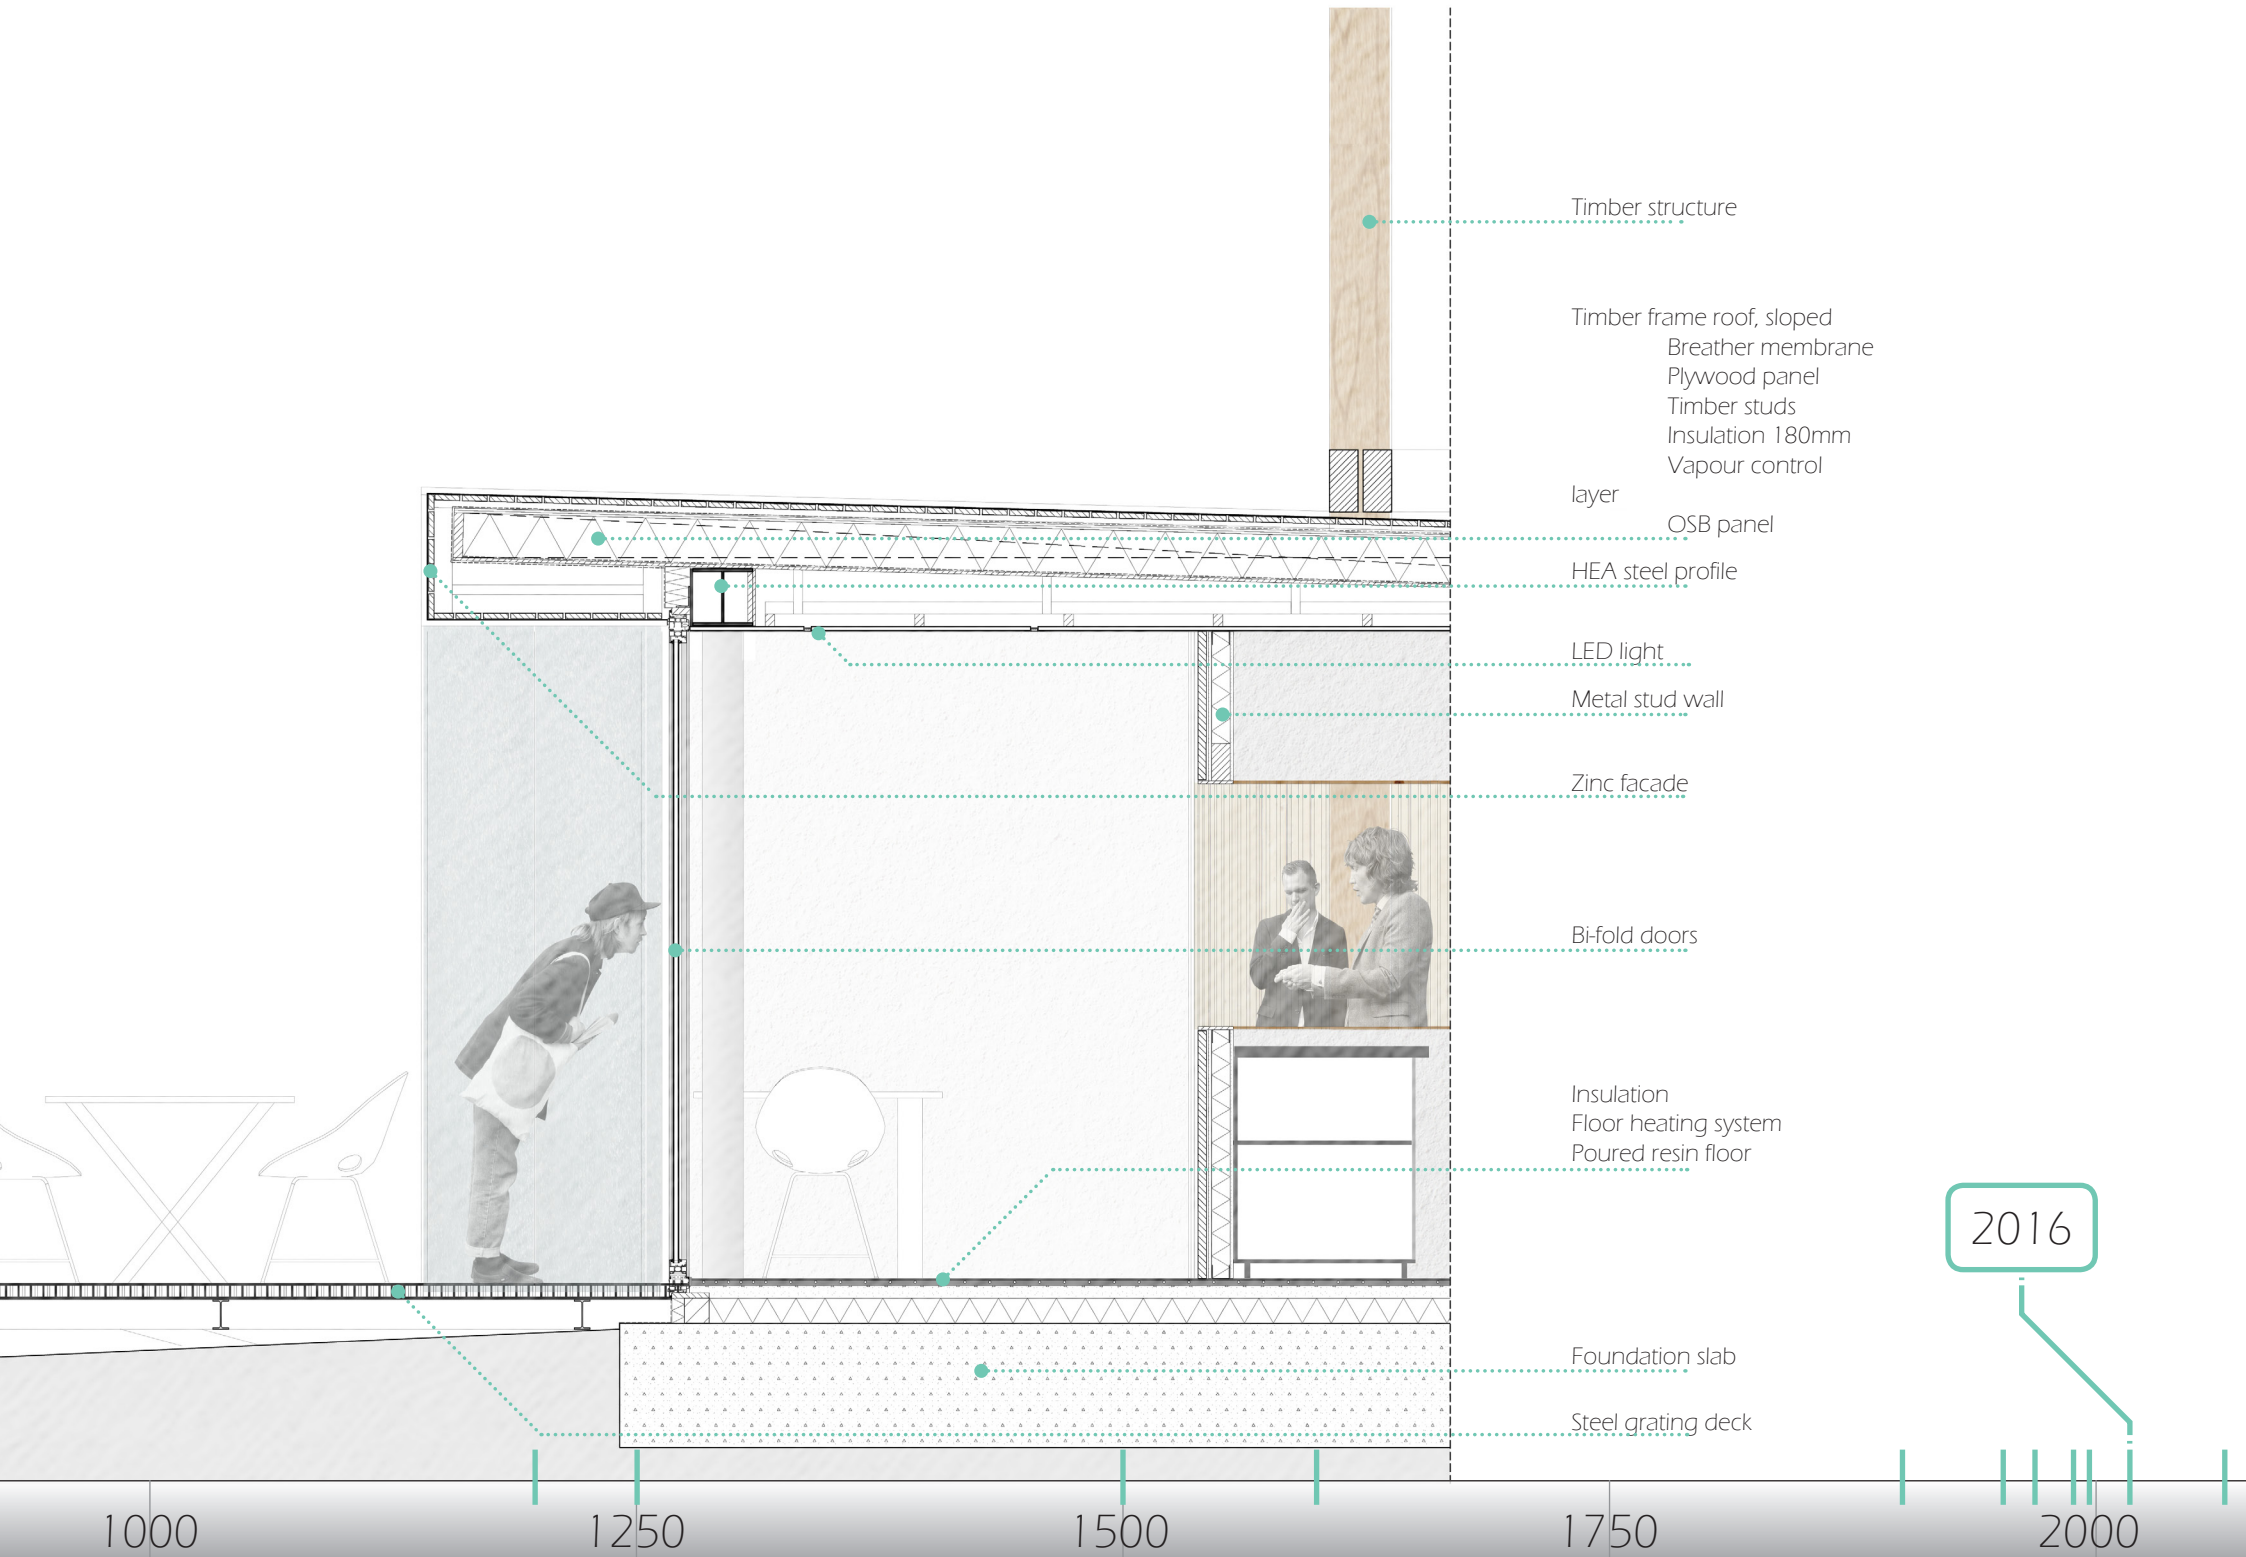 Timber structure
Timber frame roof, sloped
Breather membrane
Plywood panel
Timber studs
Insulation 180mm
Vapour control
layer
OSB panel
HEA steel profile
LED light
Metal stud wall
Zinc facade
Bi-fold doors
Insulation
Floor heating system
Poured resin floor
2016
Foundation slab
Steel grating deck
1000 1250 1500 1750 2000